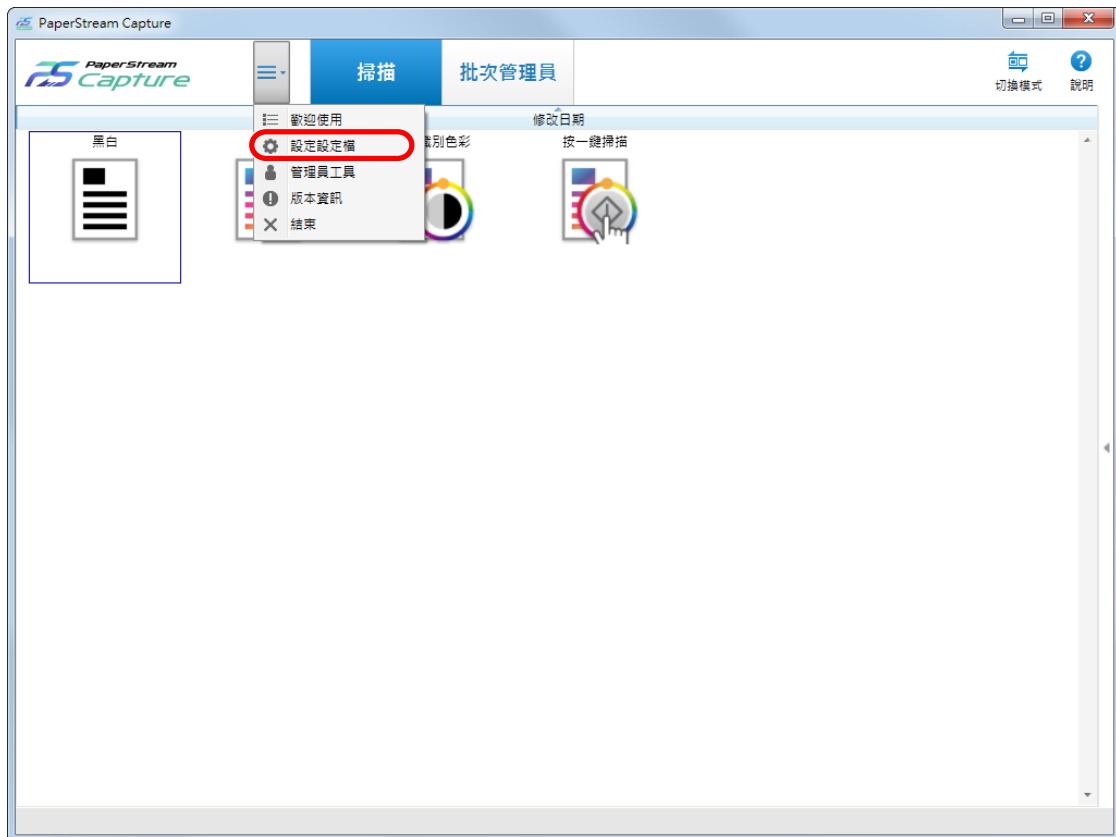 PaperStream Capture
PaperStream
Capture
掃描
批次管理員
切換模式
說明
歡迎使用
設定設定檔
管理員工具
版本資訊
結束
修改日期
黑白
別色彩
按一鍵掃描